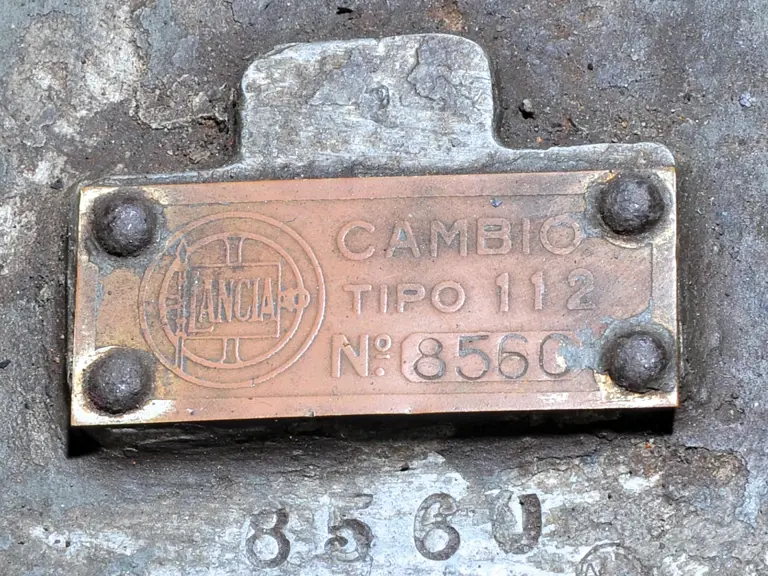 LANCIA
CAMBIO
TIPO 112
Nº. 8560
8560